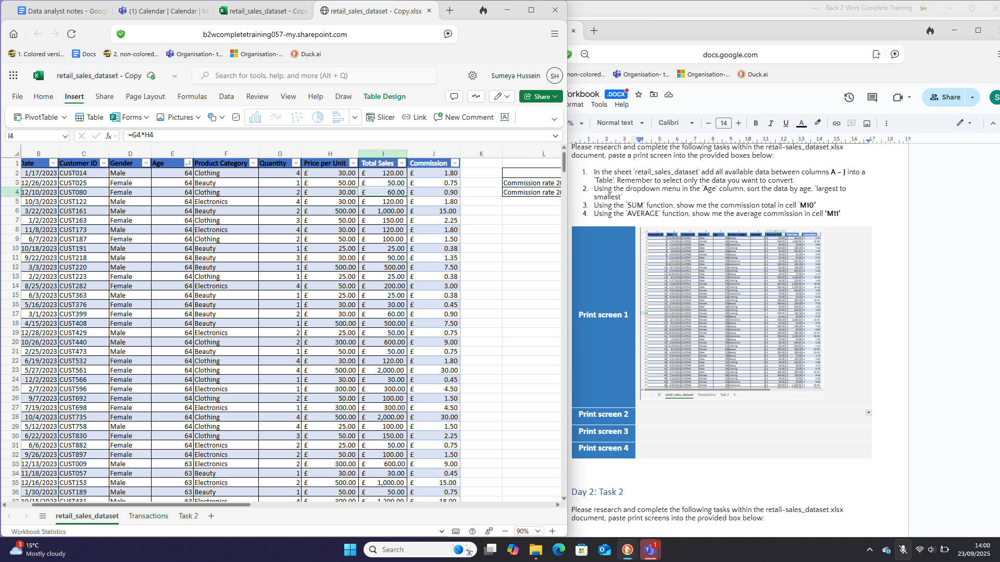 Data analyst notes - Googl
(1) Calendar | Calendar | Mi
retail_sales_dataset - Copy.
retail_sales_dataset - Copy.xlsx
b2wcompletetraining057-my.sharepoint.com
1. Colored versi...
Docs
2. non-colored...
Organisation- t...
Organisation-...
Duck.ai
retail_sales_dataset - Copy
Search for tools, help, and more (Alt + Q)
Sumeya Hussein
SH
File Home Insert Share Page Layout Formulas Data Review View Help Draw Table Design
Share
PivotTable Table Forms Pictures Slicer Link New Comment
I4
fx
=G4*H4
B C D E F G H I J K L
1 Date Customer ID Gender Age Product Category Quantity Price per Unit Total Sales Commission
2 1/17/2023 CUST014 Male 64 Clothing 4 £ 30.00 £ 120.00 £ 1.80
3 12/26/2023 CUST025 Female 64 Beauty 1 £ 50.00 £ 50.00 £ 0.75 Commission rate 20
4 12/10/2023 CUST080 Female 64 Clothing 2 £ 30.00 £ 60.00 £ 0.90 Commission rate 20
5 10/3/2023 CUST122 Male 64 Electronics 4 £ 30.00 £ 120.00 £ 1.80
6 3/22/2023 CUST161 Male 64 Beauty 2 £ 500.00 £ 1,000.00 £ 15.00
7 1/2/2023 CUST163 Female 64 Clothing 3 £ 50.00 £ 150.00 £ 2.25
8 11/8/2023 CUST173 Male 64 Electronics 4 £ 30.00 £ 120.00 £ 1.80
9 6/7/2023 CUST187 Female 64 Clothing 2 £ 50.00 £ 100.00 £ 1.50
10 10/18/2023 CUST191 Male 64 Beauty 1 £ 25.00 £ 25.00 £ 0.38
11 9/22/2023 CUST218 Male 64 Beauty 3 £ 30.00 £ 90.00 £ 1.35
12 3/3/2023 CUST220 Male 64 Beauty 1 £ 500.00 £ 500.00 £ 7.50
13 2/2/2023 CUST223 Female 64 Clothing 1 £ 25.00 £ 25.00 £ 0.38
14 8/25/2023 CUST282 Female 64 Electronics 4 £ 50.00 £ 200.00 £ 3.00
15 6/3/2023 CUST363 Male 64 Beauty 1 £ 25.00 £ 25.00 £ 0.38
16 5/16/2023 CUST376 Female 64 Beauty 1 £ 30.00 £ 30.00 £ 0.45
17 3/1/2023 CUST399 Female 64 Beauty 2 £ 30.00 £ 60.00 £ 0.90
18 4/15/2023 CUST408 Female 64 Beauty 1 £ 500.00 £ 500.00 £ 7.50
19 12/28/2023 CUST429 Male 64 Electronics 2 £ 25.00 £ 50.00 £ 0.75
20 10/26/2023 CUST440 Male 64 Clothing 2 £ 300.00 £ 600.00 £ 9.00
21 2/25/2023 CUST473 Male 64 Beauty 1 £ 50.00 £ 50.00 £ 0.75
22 6/19/2023 CUST532 Female 64 Clothing 4 £ 30.00 £ 120.00 £ 1.80
23 5/27/2023 CUST561 Female 64 Clothing 4 £ 500.00 £ 2,000.00 £ 30.00
24 12/2/2023 CUST566 Female 64 Clothing 1 £ 30.00 £ 30.00 £ 0.45
25 2/7/2023 CUST596 Female 64 Electronics 1 £ 300.00 £ 300.00 £ 4.50
26 9/7/2023 CUST692 Female 64 Clothing 2 £ 50.00 £ 100.00 £ 1.50
27 7/19/2023 CUST698 Female 64 Electronics 1 £ 300.00 £ 300.00 £ 4.50
28 10/4/2023 CUST735 Female 64 Clothing 4 £ 500.00 £ 2,000.00 £ 30.00
29 5/12/2023 CUST758 Male 64 Clothing 4 £ 25.00 £ 100.00 £ 1.50
30 6/22/2023 CUST830 Female 64 Clothing 3 £ 50.00 £ 150.00 £ 2.25
31 6/6/2023 CUST882 Female 64 Electronics 2 £ 25.00 £ 50.00 £ 0.75
32 9/26/2023 CUST897 Female 64 Electronics 2 £ 50.00 £ 100.00 £ 1.50
33 12/13/2023 CUST009 Male 63 Electronics 2 £ 300.00 £ 600.00 £ 9.00
34 11/18/2023 CUST057 Female 63 Beauty 1 £ 30.00 £ 30.00 £ 0.45
35 12/16/2023 CUST153 Male 63 Electronics 2 £ 500.00 £ 1,000.00 £ 15.00
36 1/30/2023 CUST189 Male 63 Beauty 1 £ 50.00 £ 50.00 £ 0.75
37 10/15/2023 CUST431 Male 63 Electronics 4 £ 300.00 £ 1,200.00 £ 18.00
retail_sales_dataset Transactions Task 2
Workbook Statistics
90%
Back 2 Work Complete Training
SH
docs.google.com
non-colored...
Organisation- t...
Organisation-...
Duck.ai
orkbook
.DOCX
rmat Tools Help
Share
S
% Normal text Calibri 14 B I U A
1 2 3 4 5 6 7 8 9 10 11 12 13 14 15 16 17 18 19
Please research and complete the following tasks within the retail-sales_dataset.xlsx
document, paste a print screen into the provided boxes below:
1. In the sheet 'retail_sales_dataset' add all available data between columns A – J into a
'Table'. Remember to select only the data you want to convert.
2. Using the dropdown menu in the 'Age' column, sort the data by age, 'largest to
smallest'
3. Using the 'SUM' function, show me the commission total in cell 'M10'
4. Using the 'AVERAGE' function, show me the average commission in cell 'M11'
Print screen 1
retail_sales_dataset Transactions Task 2
Print screen 2
Print screen 3
Print screen 4
Day 2: Task 2
Please research and complete the following tasks within the retail-sales_dataset.xlsx
document, paste print screens into the provided box below:
3
15°C
Mostly cloudy
Search
1
14:00
23/09/2025